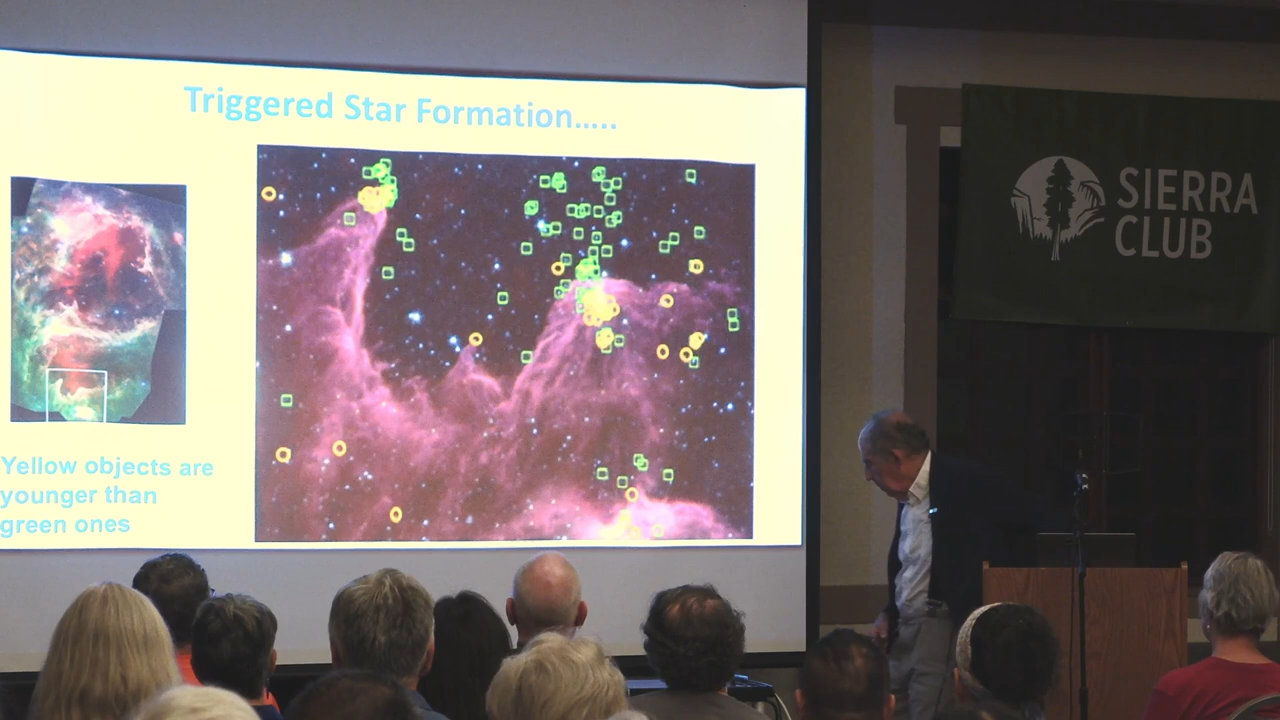 Triggered Star Formation.....
Yellow objects are
younger than
green ones
SIERRA
CLUB